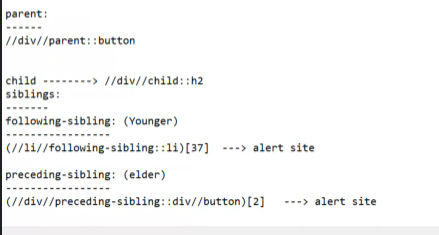 parent:
------
//div//parent::button
child --------> //div//child::h2
siblings:
-------
following-sibling: (Younger)
-----------------
(//li//following-sibling::li)[37] ---> alert site
preceding-sibling: (elder)
-----------------
(//div//preceding-sibling::div//button)[2] ---> alert site